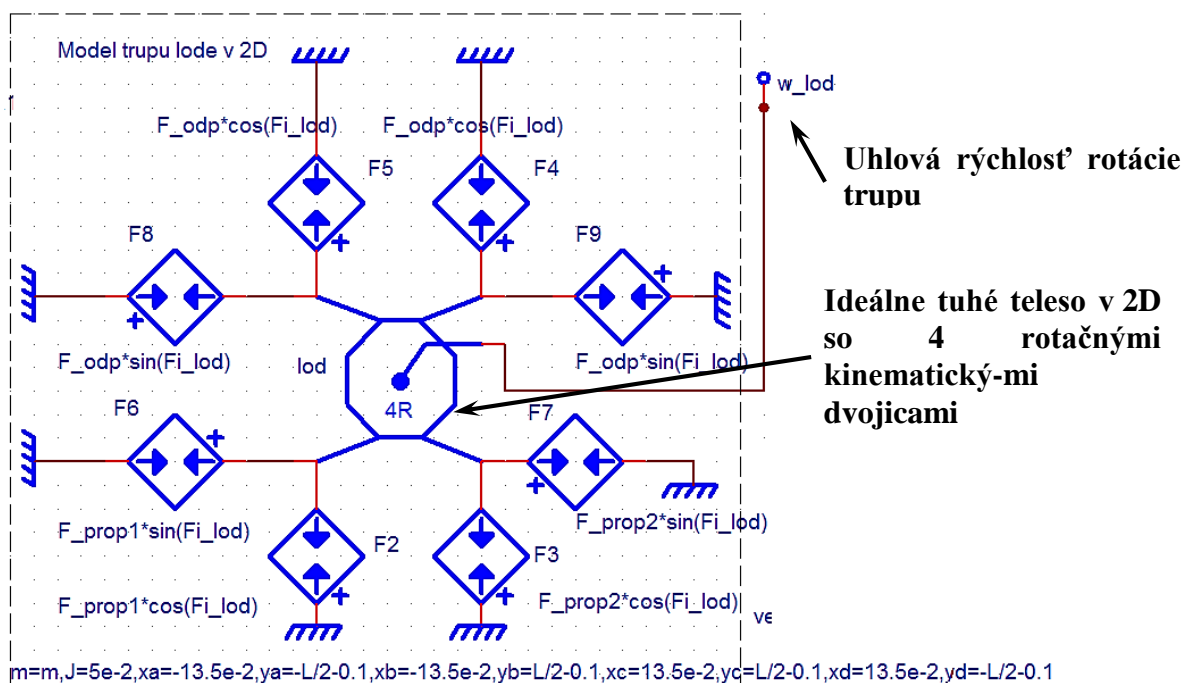 Model trupu lode v 2D
w_lod
F_odp*cos(Fi_lod)
F_odp*cos(Fi_lod)
Uhlová rýchlosť rotácie
trupu
F5
F4
F8
F9
F_odp*sin(Fi_lod)
F_odp*sin(Fi_lod)
lod
4R
Ideálne tuhé teleso v 2D
so 4 rotačnými
kinematický-mi
dvojicami
F6
F7
F_prop1*sin(Fi_lod)
F_prop2*sin(Fi_lod)
F2
F3
F_prop1*cos(Fi_lod)
F_prop2*cos(Fi_lod)
ve
m=m,J=5e-2,xa=-13.5e-2,ya=-L/2-0.1,xb=-13.5e-2,yb=L/2-0.1,xc=13.5e-2,yc=L/2-0.1,xd=13.5e-2,yd=-L/2-0.1